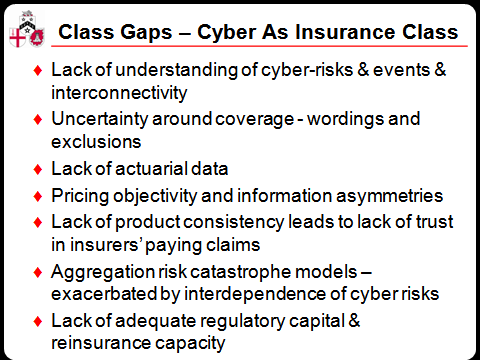 Class Gaps – Cyber As Insurance Class
♦ Lack of understanding of cyber-risks & events &
interconnectivity
♦ Uncertainty around coverage - wordings and
exclusions
♦ Lack of actuarial data
♦ Pricing objectivity and information asymmetries
♦ Lack of product consistency leads to lack of trust
in insurers' paying claims
♦ Aggregation risk catastrophe models –
exacerbated by interdependence of cyber risks
♦ Lack of adequate regulatory capital &
reinsurance capacity